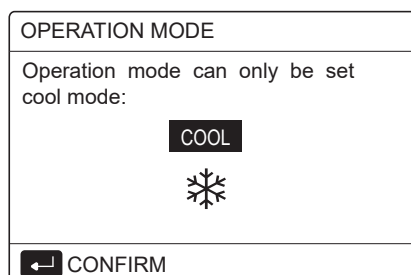 OPERATION MODE
Operation mode can only be set
cool mode:
COOL
CONFIRM